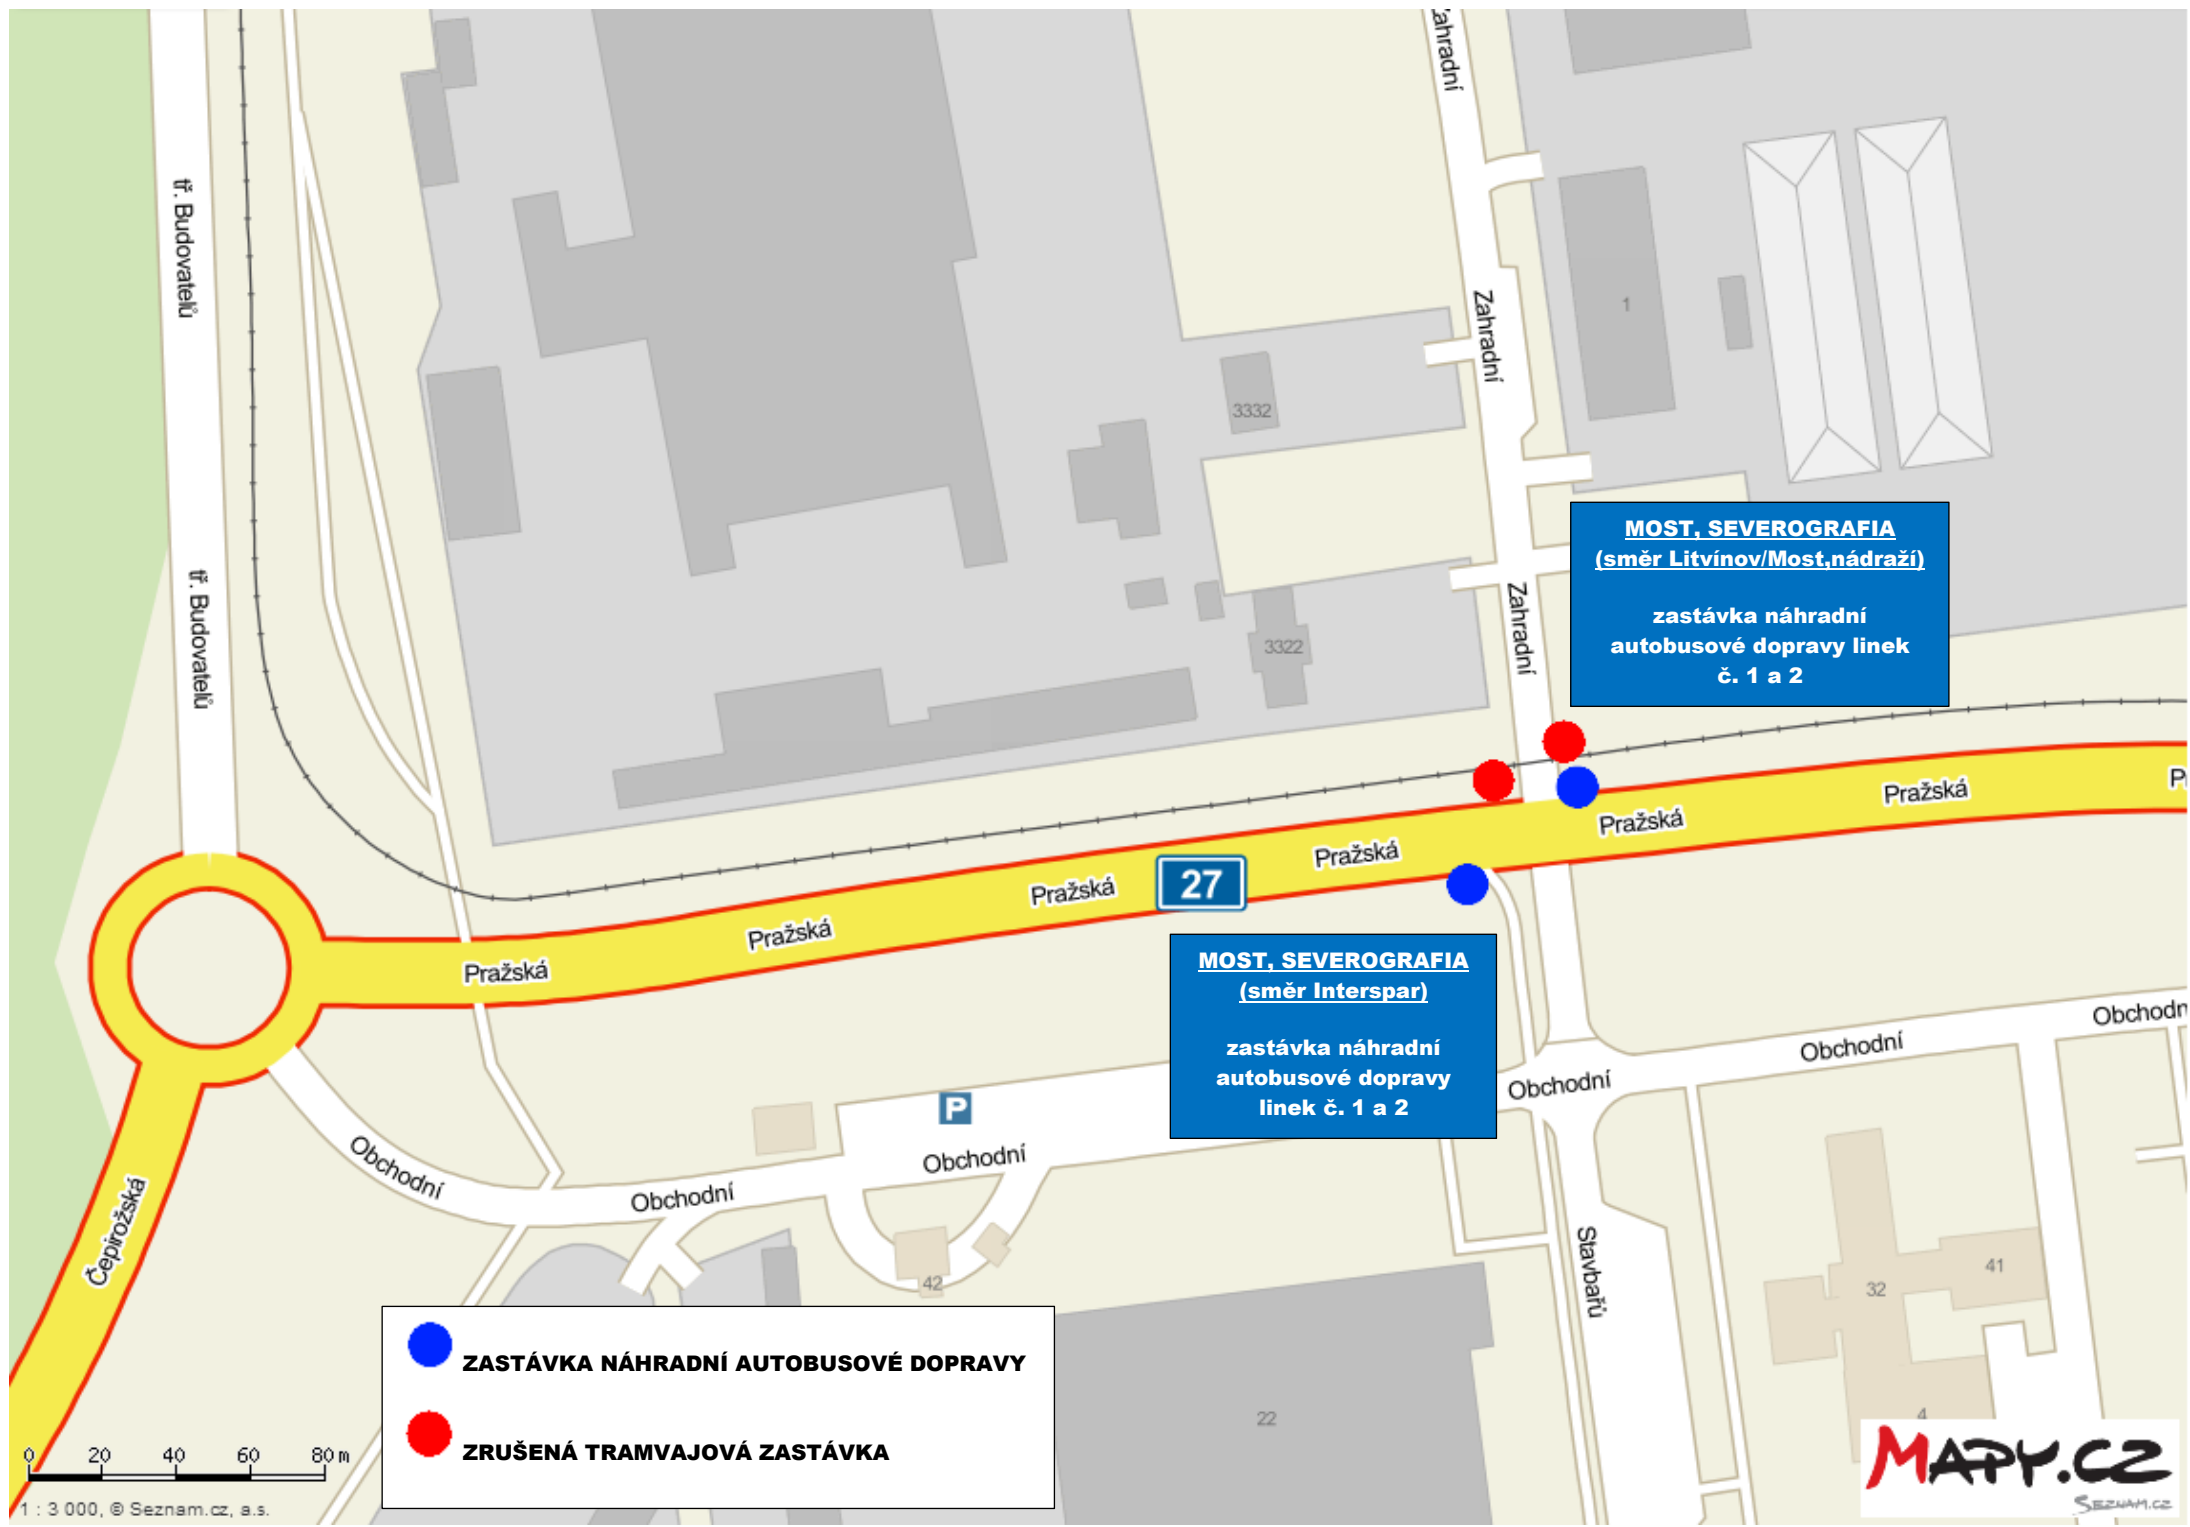 Zahradní
tř. Budovatelů
Zahradní
1
3332
tř. Budovatelů
Zahradní
3322
MOST, SEVEROGRAFIA
(směr Litvínov/Most,nádraží)
zastávka náhradní
autobusové dopravy linek
č. 1 a 2
Pražská
Pražská
Pražská
Pražská
27
Pražská
Pražská
MOST, SEVEROGRAFIA
(směr Interspar)
zastávka náhradní
autobusové dopravy
linek č. 1 a 2
Obchodn
Obchodní
Obchodní
P
Obchodní
Obchodní
Obchodní
Čepirožská
Stavbařů
42
41
32
4
22
ZASTÁVKA NÁHRADNÍ AUTOBUSOVÉ DOPRAVY
ZRUŠENÁ TRAMVAJOVÁ ZASTÁVKA
0 20 40 60 80 m
1 : 3 000, © Seznam.cz, a.s.
MAPY.CZ
SEZNAM.CZ